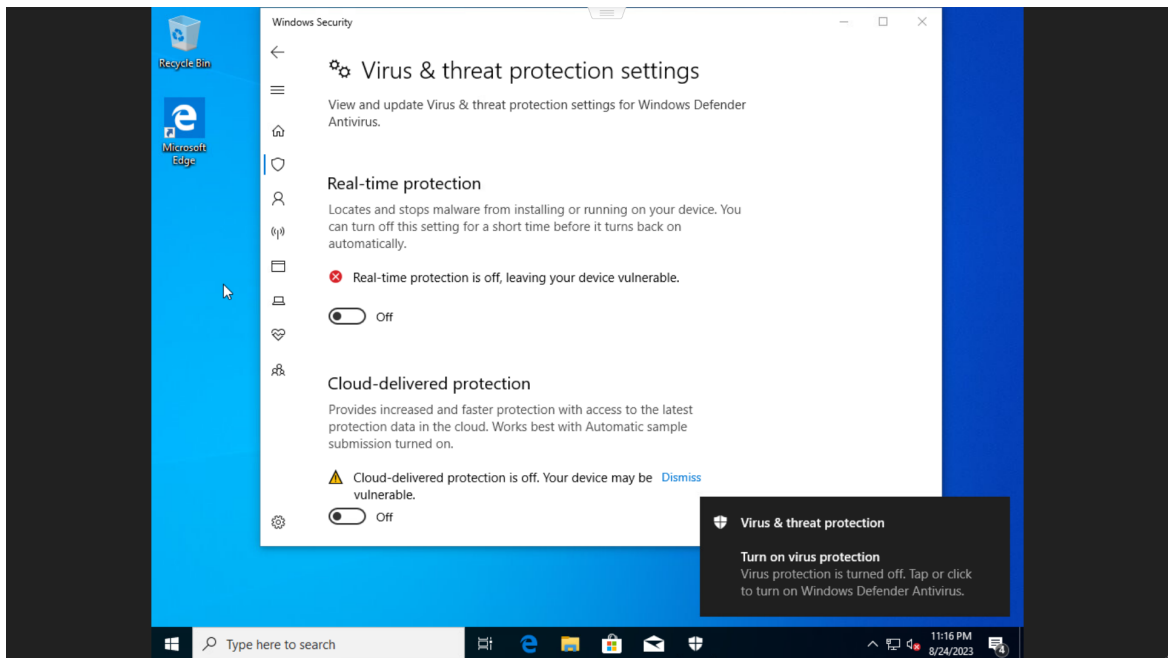 Recycle Bin
Microsoft
Edge
Windows Security
Virus & threat protection settings
View and update Virus & threat protection settings for Windows Defender
Antivirus.
Real-time protection
Locates and stops malware from installing or running on your device. You
can turn off this setting for a short time before it turns back on
automatically.
Real-time protection is off, leaving your device vulnerable.
Off
Cloud-delivered protection
Provides increased and faster protection with access to the latest
protection data in the cloud. Works best with Automatic sample
submission turned on.
Cloud-delivered protection is off. Your device may be Dismiss
vulnerable.
Off
Virus & threat protection
Turn on virus protection
Virus protection is turned off. Tap or click
to turn on Windows Defender Antivirus.
Type here to search
11:16 PM
8/24/2023
4